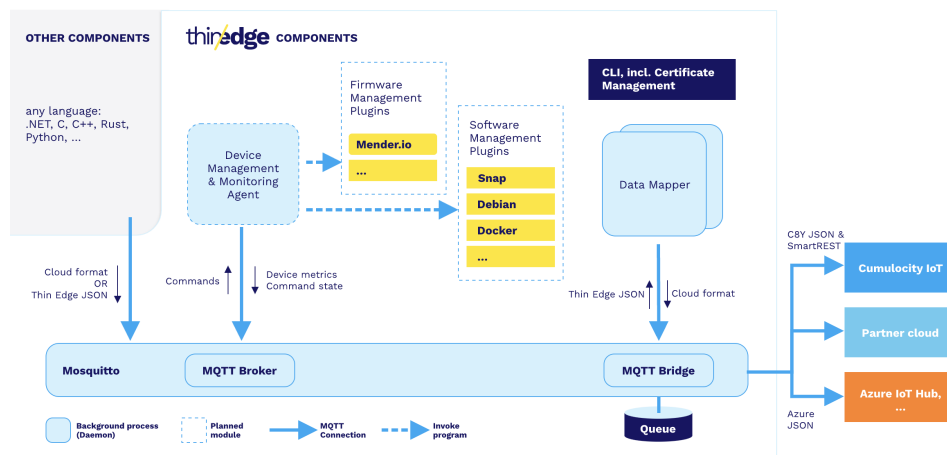 OTHER COMPONENTS
any language:
.NET, C, C++, Rust,
Python, ...
thin/edge COMPONENTS
Firmware
Management
Plugins
Mender.io
...
Software
Management
Plugins
Snap
Debian
Docker
...
CLI, incl. Certificate
Management
Device
Management
& Monitoring
Agent
Data Mapper
Cloud format
OR
Thin Edge JSON
Commands
Device metrics
Command state
Thin Edge JSON
Cloud format
C8Y JSON &
SmartREST
Cumulocity IoT
Partner cloud
Azure IoT Hub,
...
Azure
JSON
Mosquitto
MQTT Broker
MQTT Bridge
Queue
Background process
(Daemon)
Planned
module
MQTT
Connection
Invoke
program